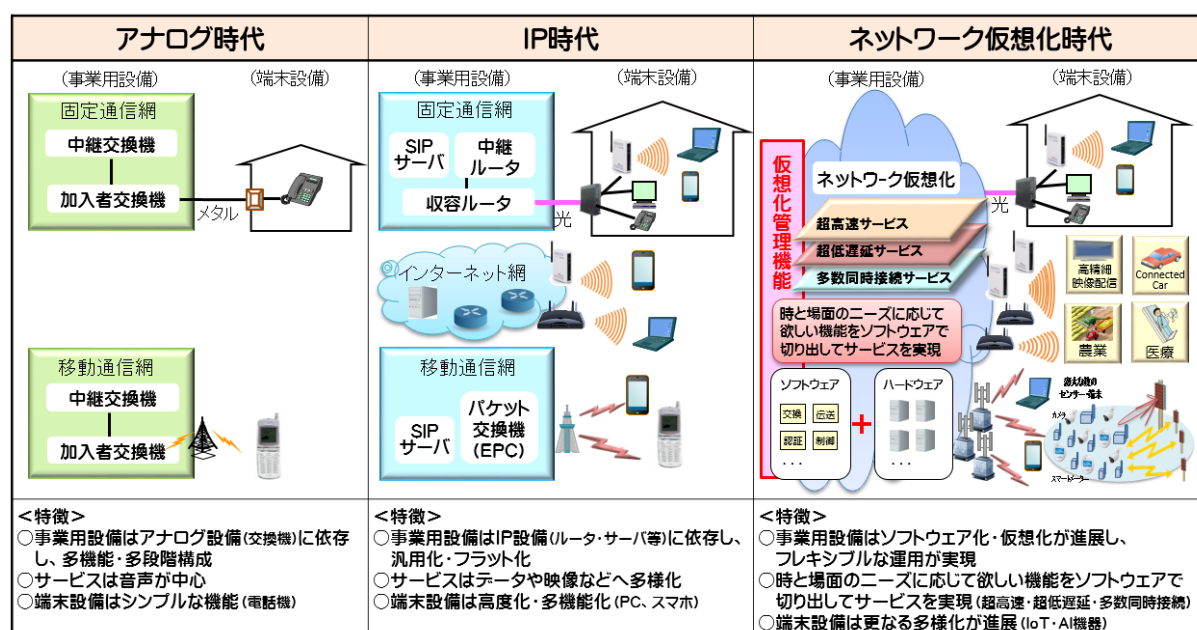 アナログ時代
(事業用設備)
(端末設備)
固定通信網
中継交換機
加入者交換機
メタル
移動通信網
中継交換機
加入者交換機
<特徴>
○事業用設備はアナログ設備(交換機)に依存
し、多機能・多段階構成
○サービスは音声が中心
○端末設備はシンプルな機能(電話機)
IP時代
(事業用設備)
(端末設備)
固定通信網
SIP
サーバ
中継
ルータ
収容ルータ
光
インターネット網
移動通信網
SIP
サーバ
パケット
交換機
(EPC)
<特徴>
○事業用設備はIP設備(ルータ・サーバ等)に依存し、
汎用化・フラット化
○サービスはデータや映像などへ多様化
○端末設備は高度化・多機能化(PC、スマホ)
ネットワーク仮想化時代
(事業用設備)
(端末設備)
仮想化管理機能
ネットワーク仮想化
光
超高速サービス
超低遅延サービス
多数同時接続サービス
高精細
映像配信
Connected
Car
農業
医療
時と場面のニーズに応じて
欲しい機能をソフトウェアで
切り出してサービスを実現
ソフトウェア
交換
伝送
認証
制御
...
+
ハードウェア
...
膨大な数の
センサー・端末
カメラ
スマートメーター
<特徴>
○事業用設備はソフトウェア化・仮想化が進展し、
フレキシブルな運用が実現
○時と場面のニーズに応じて欲しい機能をソフトウェアで
切り出してサービスを実現(超高速・超低遅延・多数同時接続)
○端末設備は更なる多様化が進展(IoT・AI機器)